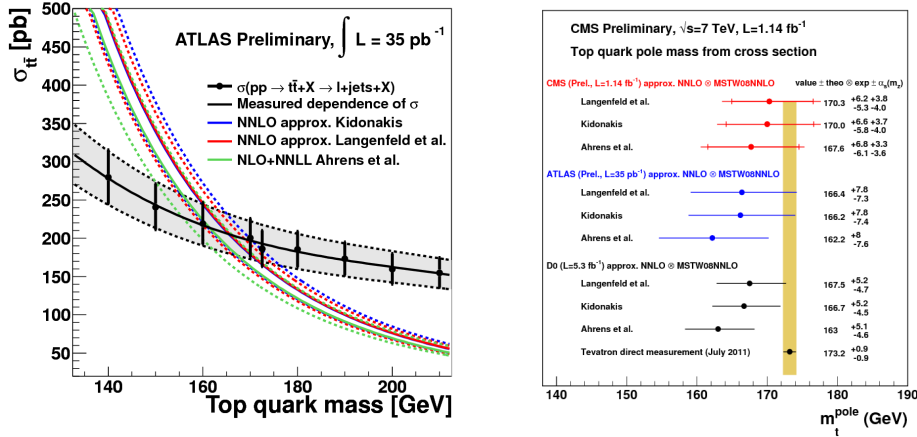 ATLAS Preliminary, ∫ L = 35 pb⁻¹
σ(pp → tt̄+X → l+jets+X)
Measured dependence of σ
NNLO approx. Kidonakis
NNLO approx. Langenfeld et al.
NLO+NNLL Ahrens et al.
σtt̄ [pb]
500
450
400
350
300
250
200
150
100
50
140 160 180 200
Top quark mass [GeV]
CMS Preliminary, √s=7 TeV, L=1.14 fb⁻¹
Top quark pole mass from cross section
CMS (Prel., L=1.14 fb⁻¹) approx. NNLO ⊗ MSTW08NNLO value ± theo ⊗ exp ± αs(mZ)
Langenfeld et al. 170.3 +6.2 +3.8
-5.3 -4.0
Kidonakis 170.0 +6.6 +3.7
-5.8 -4.0
Ahrens et al. 167.6 +6.8 +3.3
-6.1 -3.6
ATLAS (Prel., L=35 pb⁻¹) approx. NNLO ⊗ MSTW08NNLO
Langenfeld et al. 166.4 +7.8
-7.3
Kidonakis 166.2 +7.8
-7.4
Ahrens et al. 162.2 +8
-7.6
D0 (L=5.3 fb⁻¹) approx. NNLO ⊗ MSTW08NNLO
Langenfeld et al. 167.5 +5.2
-4.7
Kidonakis 166.7 +5.2
-4.5
Ahrens et al. 163 +5.1
-4.6
Tevatron direct measurement (July 2011) 173.2 +0.9
-0.9
140 150 160 170 180 190
mt^pole (GeV)